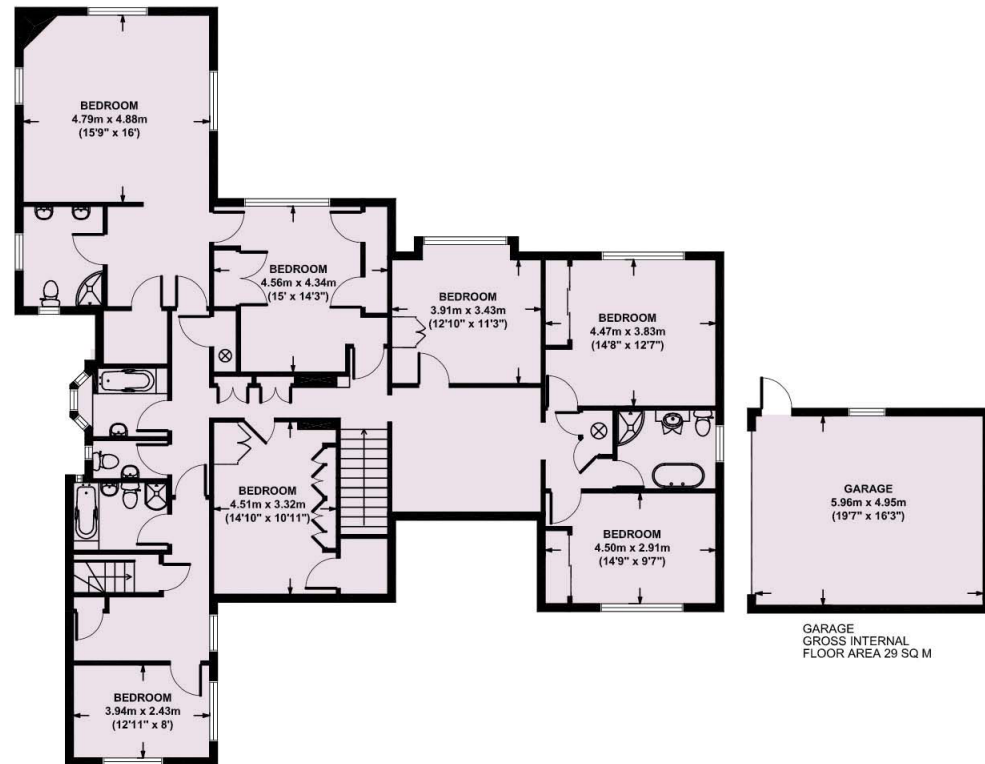 BEDROOM
4.79m x 4.88m
(15'9" x 16')
BEDROOM
4.56m x 4.34m
(15' x 14'3")
BEDROOM
3.91m x 3.43m
(12'10" x 11'3")
BEDROOM
4.47m x 3.83m
(14'8" x 12'7")
BEDROOM
4.51m x 3.32m
(14'10" x 10'11")
BEDROOM
4.50m x 2.91m
(14'9" x 9'7")
GARAGE
5.96m x 4.95m
(19'7" x 16'3")
GARAGE
GROSS INTERNAL
FLOOR AREA 29 SQ M
BEDROOM
3.94m x 2.43m
(12'11" x 8')